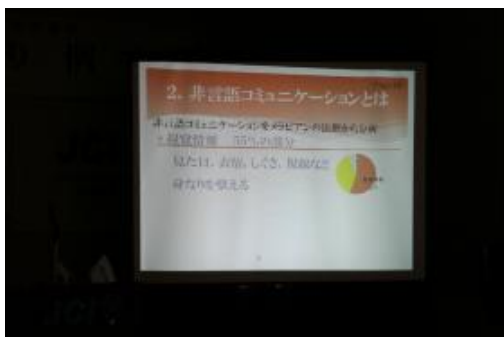 2. 非言語コミュニケーションとは
非言語コミュニケーションをメラビアンの法則から分析
・視覚情報 55%の部分
見た目、表情、しぐさ、視線など
身なりを整える